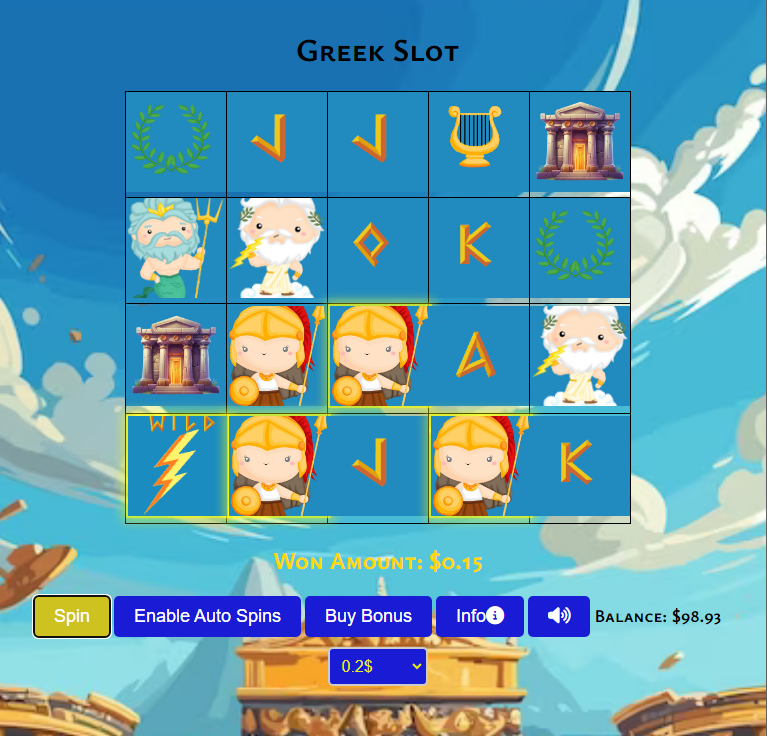 Greek Slot
J J
K
A
WILD
J K
Won Amount: $0.15
Spin Enable Auto Spins Buy Bonus Info Balance: $98.93
0.2$